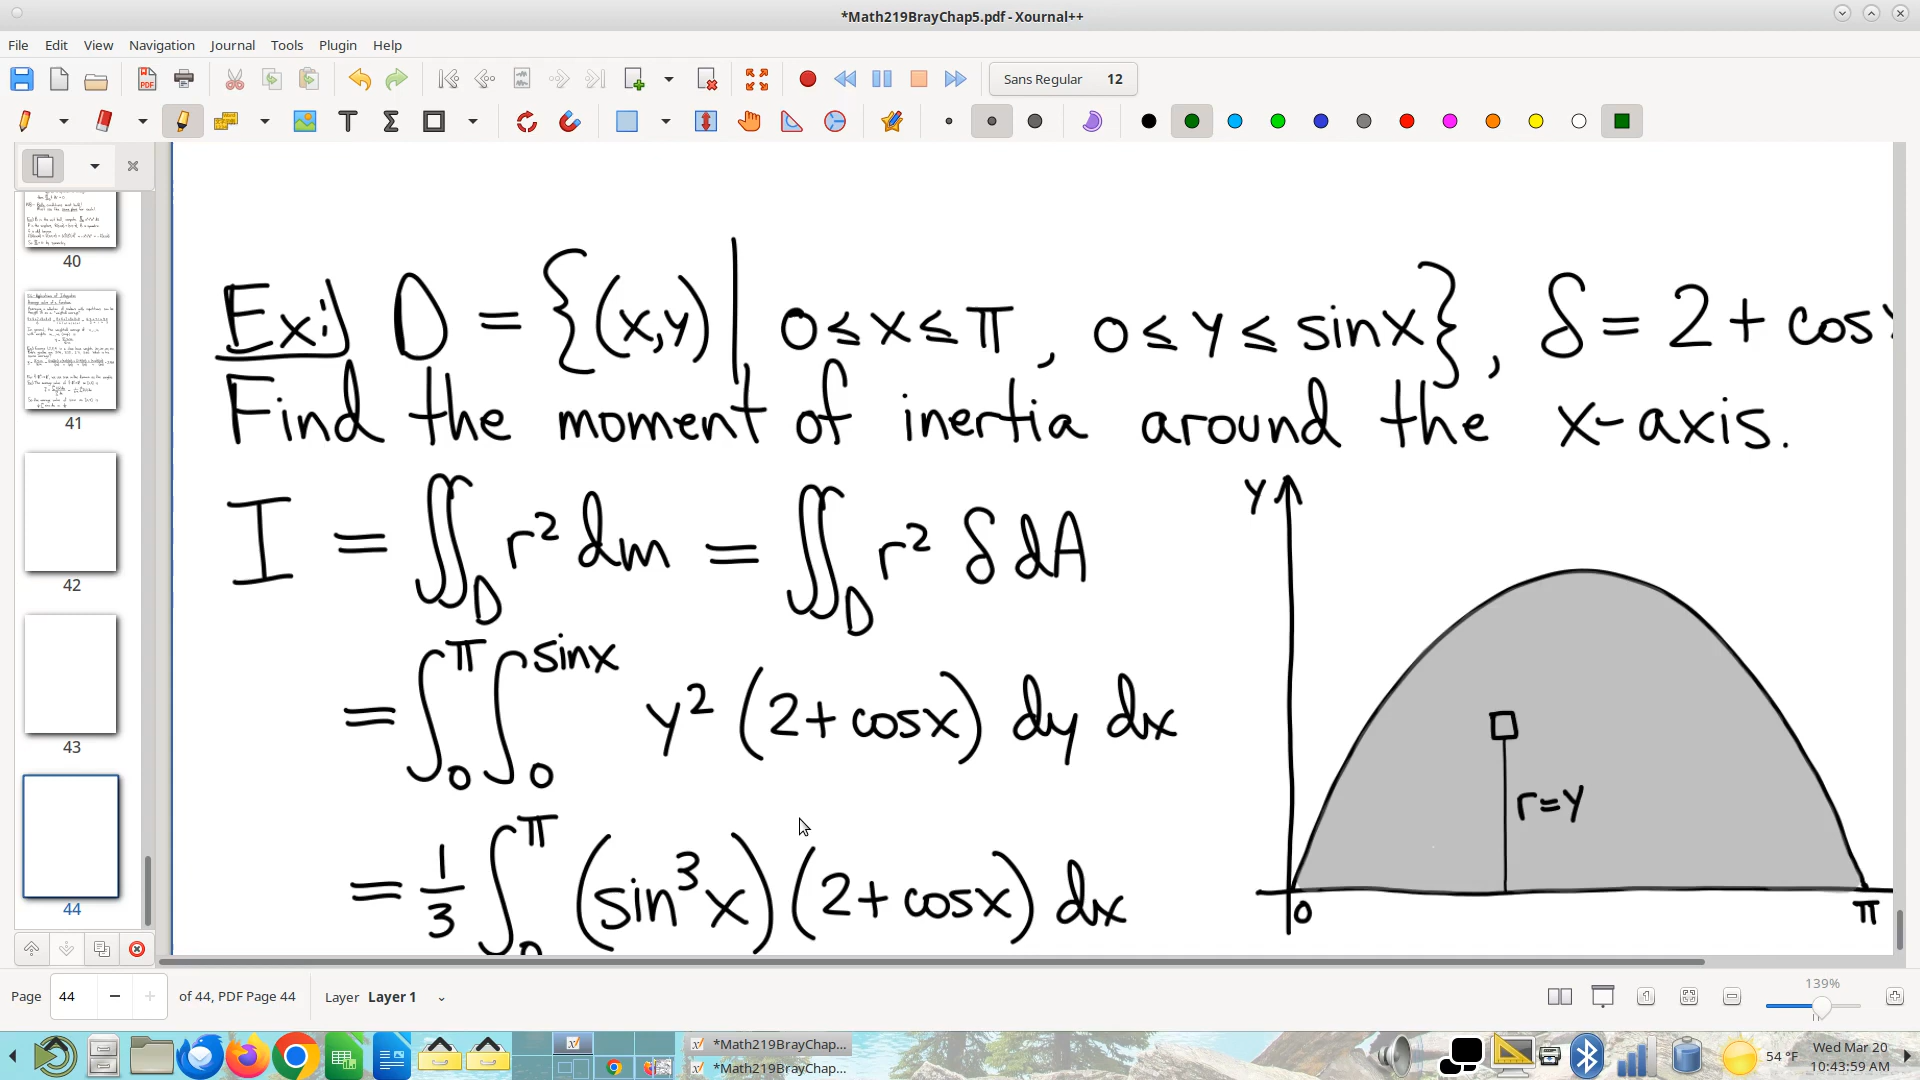 *Math219BrayChap5.pdf - Xournal++
File Edit View Navigation Journal Tools Plugin Help
Sans Regular 12
40
41
42
43
44
Ex:) D = {(x,y) | 0≤x≤π, 0≤y≤sinx}, δ = 2 + cosx
Find the moment of inertia around the x-axis.
I = ∬_D r² dm = ∬_D r² δ dA
= ∫_0^π ∫_0^sinx y² (2+cosx) dy dx
= 1/3 ∫_0^π (sin³x)(2+cosx) dx
y
r=y
0 π
Page 44 of 44, PDF Page 44 Layer Layer 1
139%
*Math219BrayChap...
*Math219BrayChap...
54 °F
Wed Mar 20
10:43:59 AM